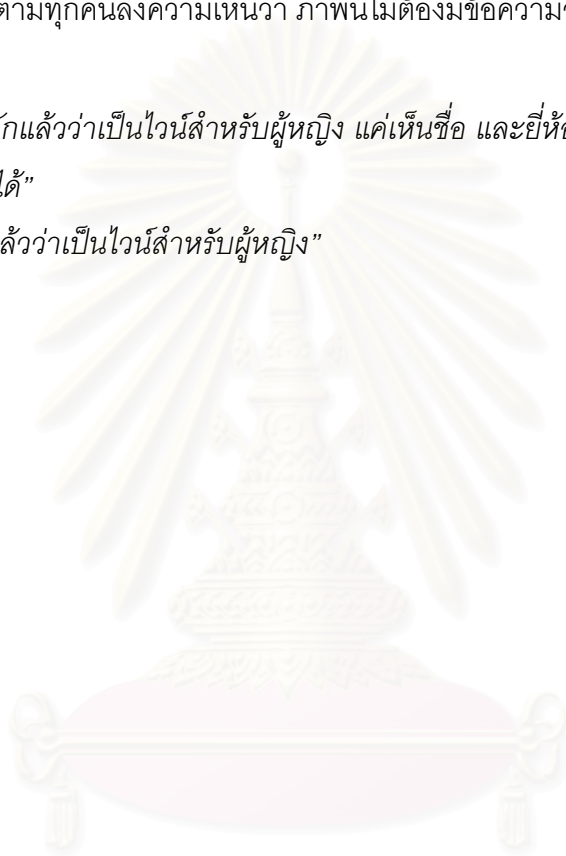 ตามทุกคนลงความเห็นว่า ภาพนี้ไม่ต้องมีข้อความ
กแล้วว่าเป็นไวน์สำหรับผู้หญิง แค่เห็นชื่อ และยี่ห้อ
ได้”
ล้วว่าเป็นไวน์สำหรับผู้หญิง”